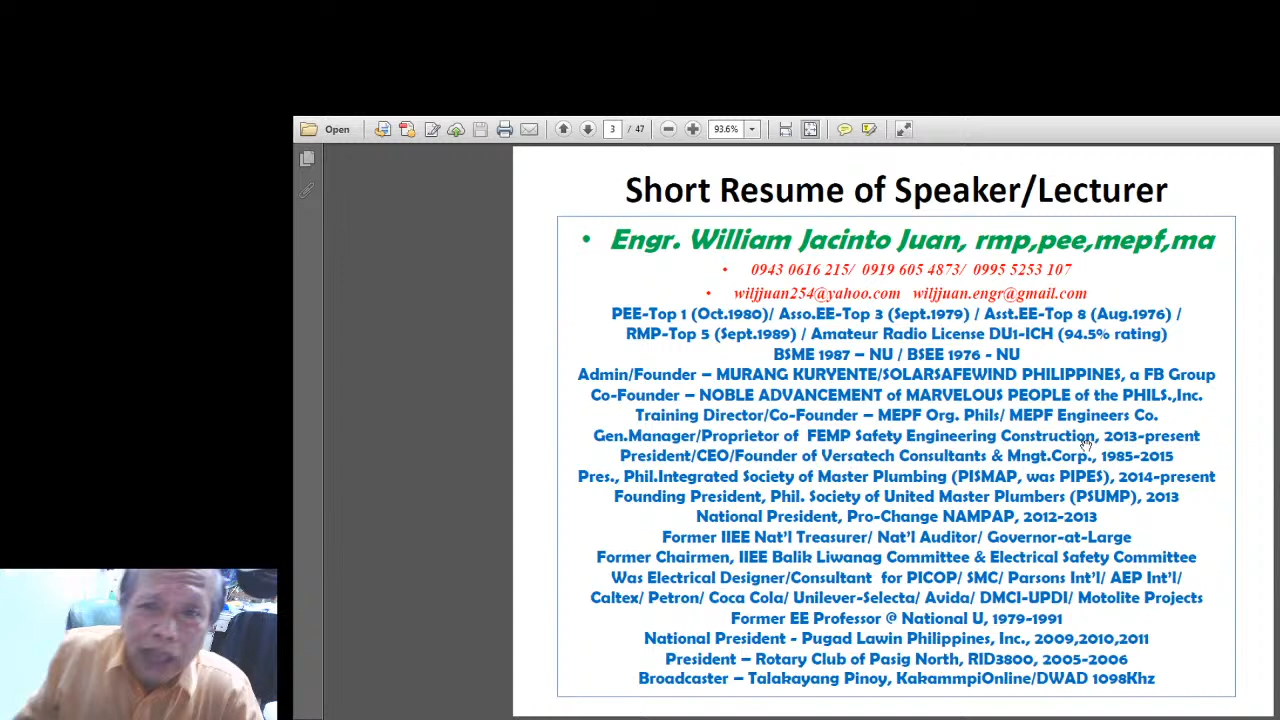 Open
3 / 47
93.6%
Short Resume of Speaker/Lecturer
• Engr. William Jacinto Juan, rmp,pee,mepf,ma
• 0943 0616 215/ 0919 605 4873/ 0995 5253 107
• wiljjuan254@yahoo.com wiljjuan.engr@gmail.com
PEE-Top 1 (Oct.1980)/ Asso.EE-Top 3 (Sept.1979) / Asst.EE-Top 8 (Aug.1976) /
RMP-Top 5 (Sept.1989) / Amateur Radio License DU1-ICH (94.5% rating)
BSME 1987 – NU / BSEE 1976 - NU
Admin/Founder – MURANG KURYENTE/SOLARSAFEWIND PHILIPPINES, a FB Group
Co-Founder – NOBLE ADVANCEMENT of MARVELOUS PEOPLE of the PHILS.,Inc.
Training Director/Co-Founder – MEPF Org. Phils/ MEPF Engineers Co.
Gen.Manager/Proprietor of FEMP Safety Engineering Construction, 2013-present
President/CEO/Founder of Versatech Consultants & Mngt.Corp., 1985-2015
Pres., Phil.Integrated Society of Master Plumbing (PISMAP, was PIPES), 2014-present
Founding President, Phil. Society of United Master Plumbers (PSUMP), 2013
National President, Pro-Change NAMPAP, 2012-2013
Former IIEE Nat'l Treasurer/ Nat'l Auditor/ Governor-at-Large
Former Chairmen, IIEE Balik Liwanag Committee & Electrical Safety Committee
Was Electrical Designer/Consultant for PICOP/ SMC/ Parsons Int'l/ AEP Int'l/
Caltex/ Petron/ Coca Cola/ Unilever-Selecta/ Avida/ DMCI-UPDI/ Motolite Projects
Former EE Professor @ National U, 1979-1991
National President - Pugad Lawin Philippines, Inc., 2009,2010,2011
President – Rotary Club of Pasig North, RID3800, 2005-2006
Broadcaster – Talakayang Pinoy, KakammpiOnline/DWAD 1098Khz